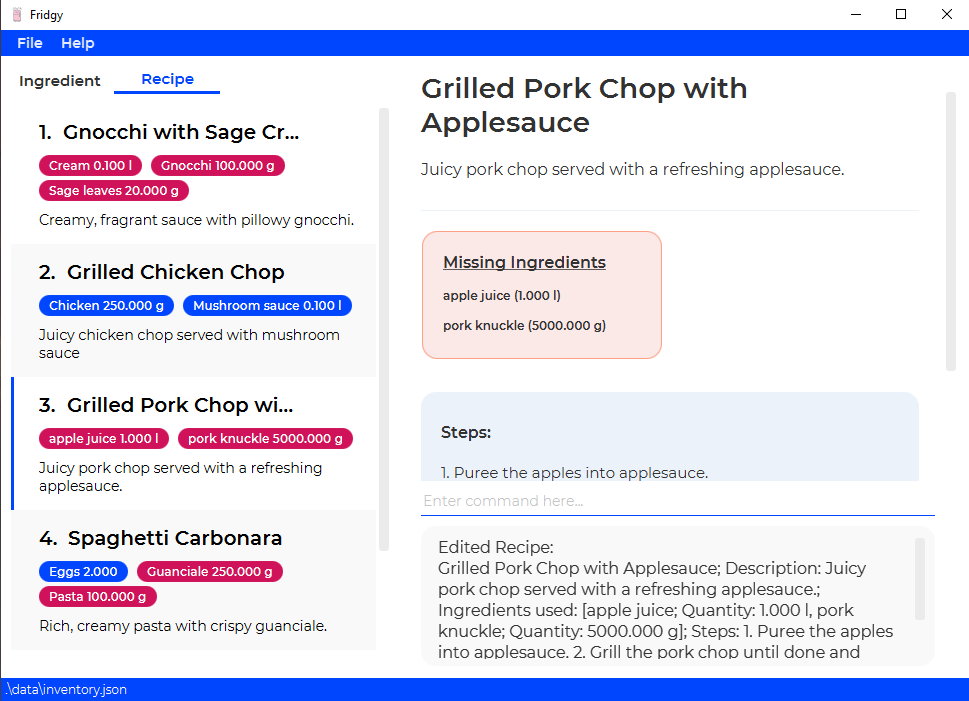 Fridgy
File Help
Ingredient Recipe
1. Gnocchi with Sage Cr...
Cream 0.100 l Gnocchi 100.000 g
Sage leaves 20.000 g
Creamy, fragrant sauce with pillowy gnocchi.
2. Grilled Chicken Chop
Chicken 250.000 g Mushroom sauce 0.100 l
Juicy chicken chop served with mushroom
sauce
3. Grilled Pork Chop wi...
apple juice 1.000 l pork knuckle 5000.000 g
Juicy pork chop served with a refreshing
applesauce.
4. Spaghetti Carbonara
Eggs 2.000 Guanciale 250.000 g
Pasta 100.000 g
Rich, creamy pasta with crispy guanciale.
Grilled Pork Chop with
Applesauce
Juicy pork chop served with a refreshing applesauce.
Missing Ingredients
apple juice (1.000 l)
pork knuckle (5000.000 g)
Steps:
1. Puree the apples into applesauce.
Enter command here...
Edited Recipe:
Grilled Pork Chop with Applesauce; Description: Juicy
pork chop served with a refreshing applesauce.;
Ingredients used: [apple juice; Quantity: 1.000 l, pork
knuckle; Quantity: 5000.000 g]; Steps: 1. Puree the apples
into applesauce. 2. Grill the pork chop until done and
.\data\inventory.json